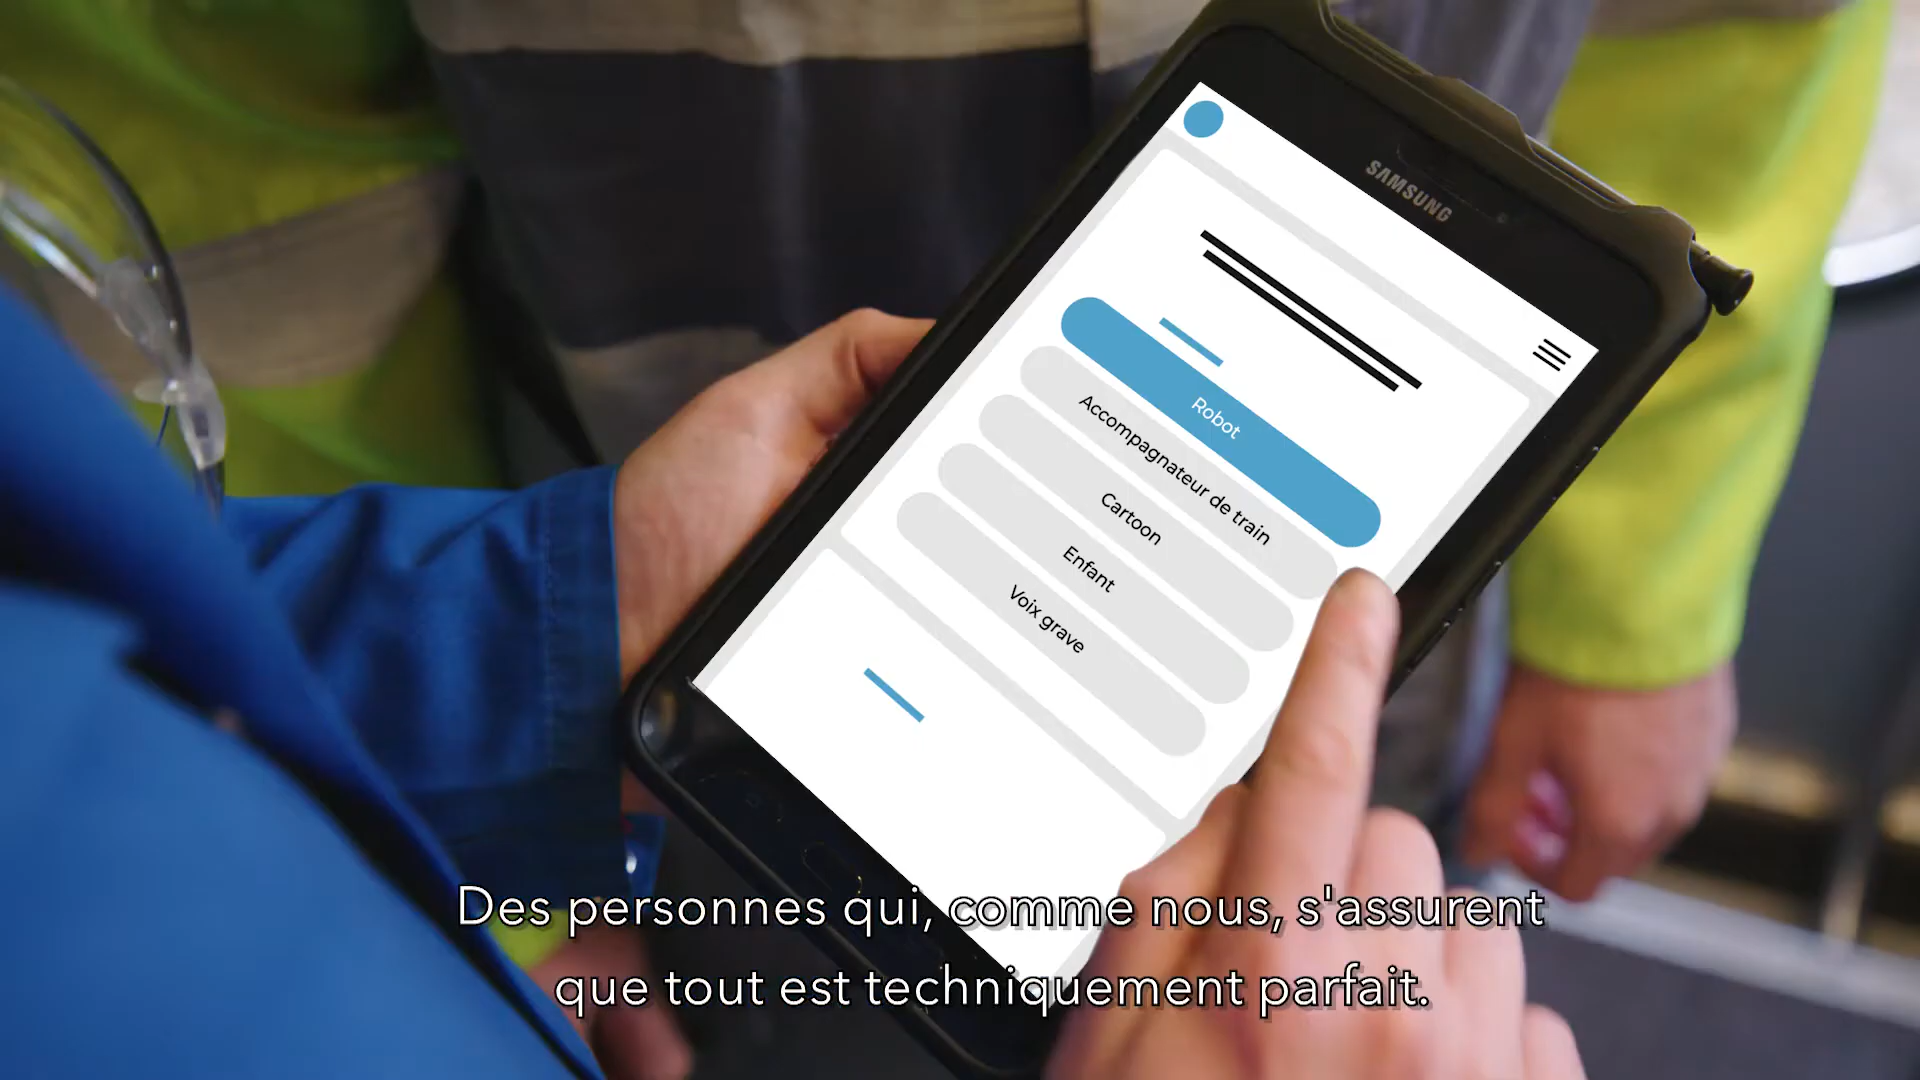 SAMSUNG
Robot
Accompagnateur de train
Cartoon
Enfant
Voix grave
Des personnes qui, comme nous, s'assurent
que tout est techniquement parfait.